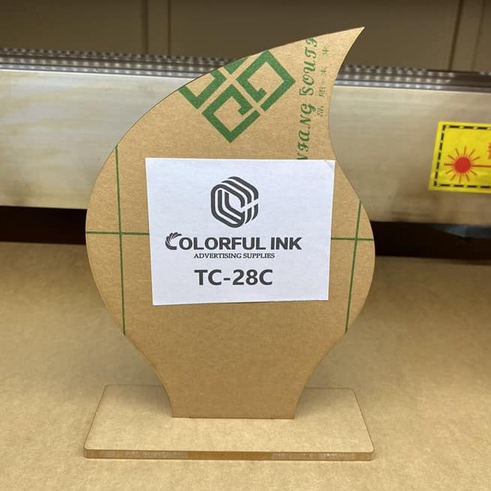 COLORFUL INK
ADVERTISING SUPPLIES
TC-28C